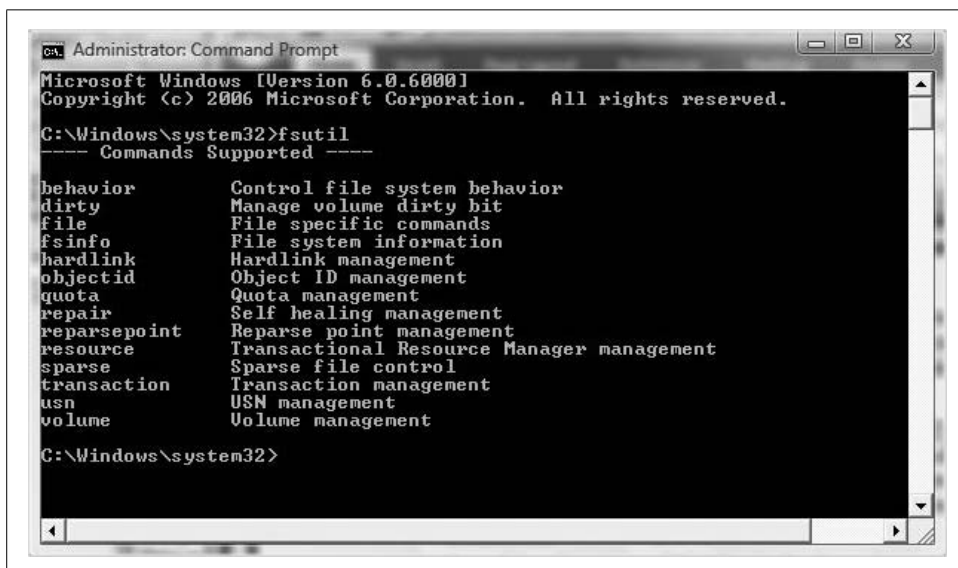 Administrator: Command Prompt
Microsoft Windows [Version 6.0.6000]
Copyright (c) 2006 Microsoft Corporation.  All rights reserved.
C:\Windows\system32>fsutil
---- Commands Supported ----
behavior        Control file system behavior
dirty           Manage volume dirty bit
file            File specific commands
fsinfo          File system information
hardlink        Hardlink management
objectid        Object ID management
quota           Quota management
repair          Self healing management
reparsepoint    Reparse point management
resource        Transactional Resource Manager management
sparse          Sparse file control
transaction     Transaction management
usn             USN management
volume          Volume management
C:\Windows\system32>